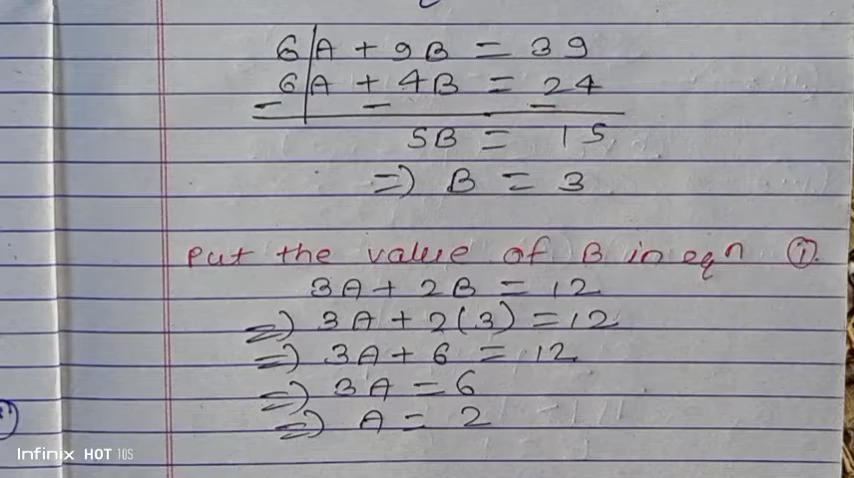 6A + 9B = 39
6A + 4B = 24
- - -
5B = 15
=> B = 3
Put the value of B in eqn ①.
3A + 2B = 12
=> 3A + 2(3) = 12
=> 3A + 6 = 12
=> 3A = 6
=> A = 2
Infinix HOT 10S